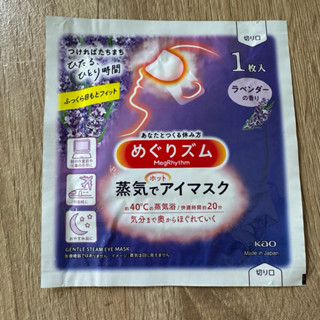 切り口
つければたちまち
ひたるひとり時間
ふっくら目もとフィット
1枚入
ラベンダーの香り
あなたとつくる休み方
めぐりズム
MegRhythm
蒸気でホットアイマスク
約40℃の蒸気浴/快適時間約20分
気分まで奥からほぐれていく
GENTLE STEAM EYE MASK
Kao
Made in Japan
切り口